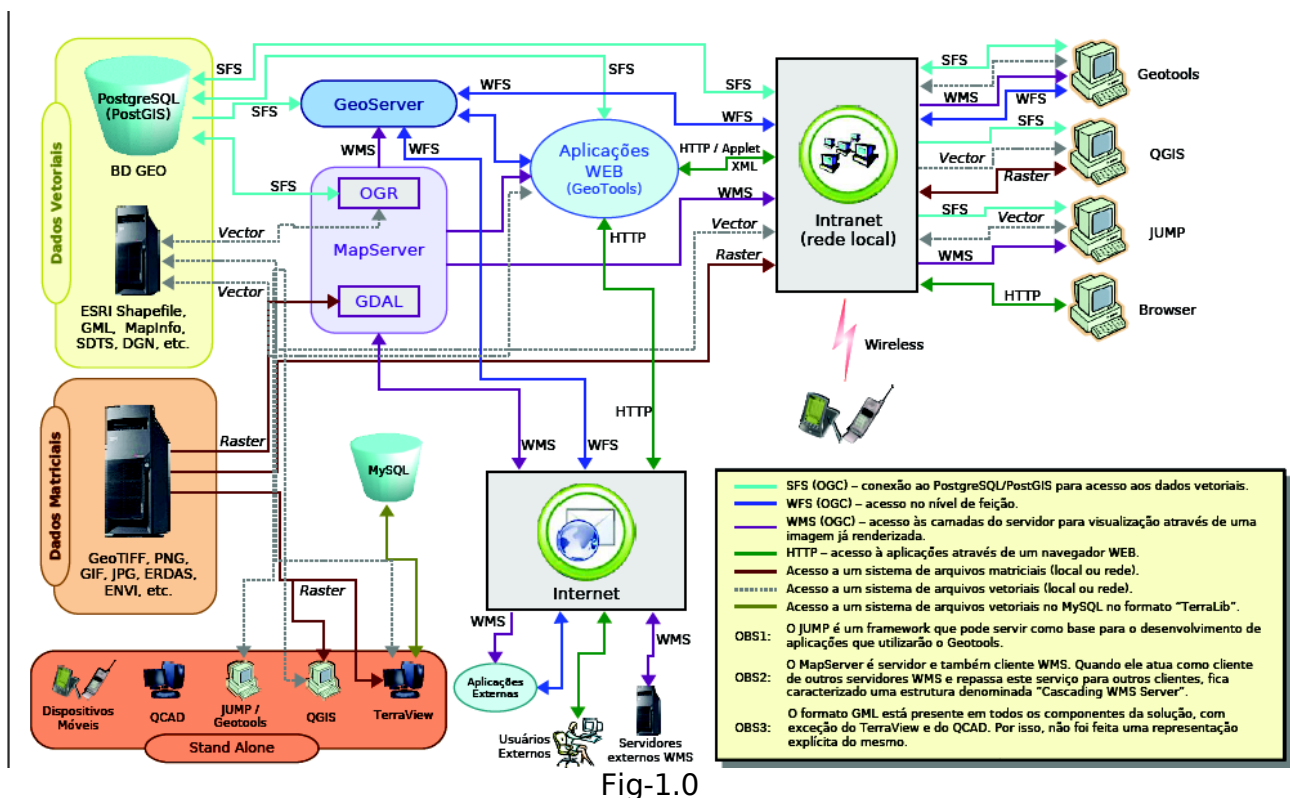 SFS
SFS
SFS
WFS
WFS
SFS
SFS
WMS
WFS
Geotools
PostgreSQL
(PostGIS)
BD GEO
SFS
GeoServer
WMS
WFS
Aplicações
WEB
(GeoTools)
HTTP / Applet
XML
WMS
SFS
Vector
Raster
QGIS
Dados Vetoriais
SFS
OGR
MapServer
GDAL
Intranet
(rede local)
SFS
Vector
WMS
JUMP
Vector
Vector
HTTP
Vector
Raster
HTTP
Browser
ESRI Shapefile,
GML, MapInfo,
SDTS, DGN, etc.
Wireless
Dados Matriciais
Raster
GeoTIFF, PNG,
GIF, JPG, ERDAS,
ENVI, etc.
MySQL
HTTP
WMS
WFS
Internet
Raster
WMS
WMS
Aplicações
Externas
Usuários
Externos
Servidores
externos WMS
Dispositivos
Móveis
QCAD
JUMP /
Geotools
QGIS
TerraView
Stand Alone
SFS (OGC) – conexão ao PostgreSQL/PostGIS para acesso aos dados vetoriais.
WFS (OGC) – acesso no nível de feição.
WMS (OGC) – acesso às camadas do servidor para visualização através de uma
imagem já renderizada.
HTTP – acesso à aplicações através de um navegador WEB.
Acesso a um sistema de arquivos matriciais (local ou rede).
Acesso a um sistema de arquivos vetoriais (local ou rede).
Acesso a um sistema de arquivos vetoriais no MySQL no formato “TerraLib”.
OBS1: O JUMP é um framework que pode servir como base para o desenvolvimento de
aplicações que utilizarão o Geotools.
OBS2: O MapServer é servidor e também cliente WMS. Quando ele atua como cliente
de outros servidores WMS e repassa este serviço para outros clientes, fica
caracterizado uma estrutura denominada “Cascading WMS Server”.
OBS3: O formato GML está presente em todos os componentes da solução, com
exceção do TerraView e do QCAD. Por isso, não foi feita uma representação
explícita do mesmo.
Fig-1.0